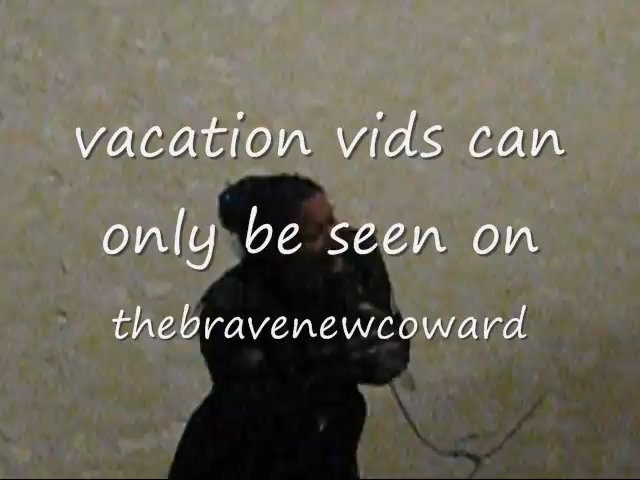 vacation vids can
only be seen on
thebravenewcoward